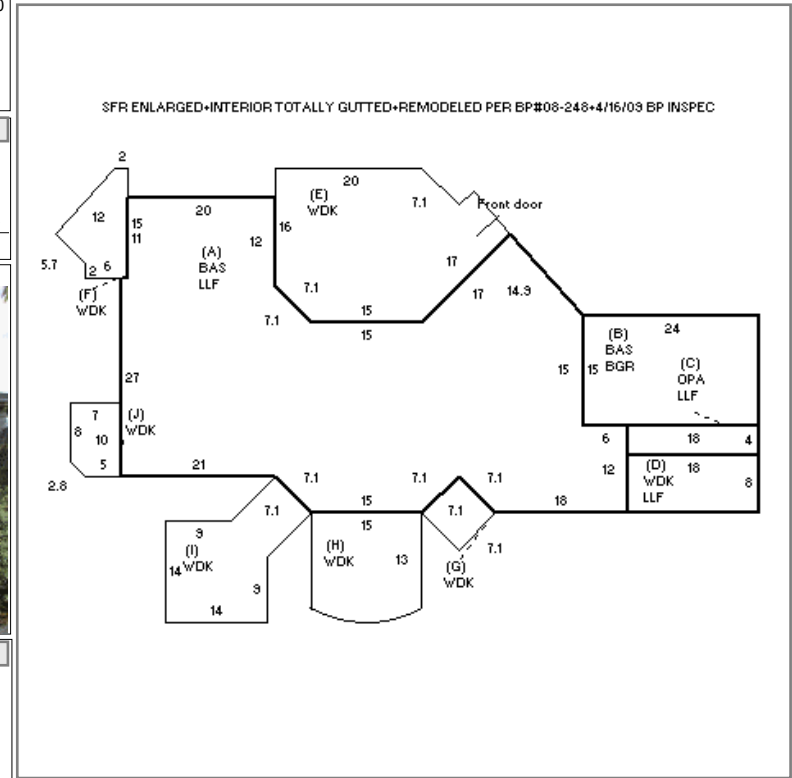 SFR ENLARGED+INTERIOR TOTALLY GUTTED+REMODELED PER BP#08-248+4/16/09 BP INSPEC
2
20
(E)
WDK
7.1
Front door
12
15
11
20
12
16
(A)
BAS
LLF
5.7
2 6
(F)
WDK
7.1
7.1
15
15
17
17
14.9
(B)
BAS
BGR
24
(C)
OPA
LLF
15
15
27
7
(J)
WDK
8
10
5
2.8
21
7.1
7.1
7.1
6
18
4
12
(D)
WDK
LLF
18
8
15
15
18
9
7.1
7.1
(I)
WDK
14
9
14
(H)
WDK
13
7.1
(G)
WDK